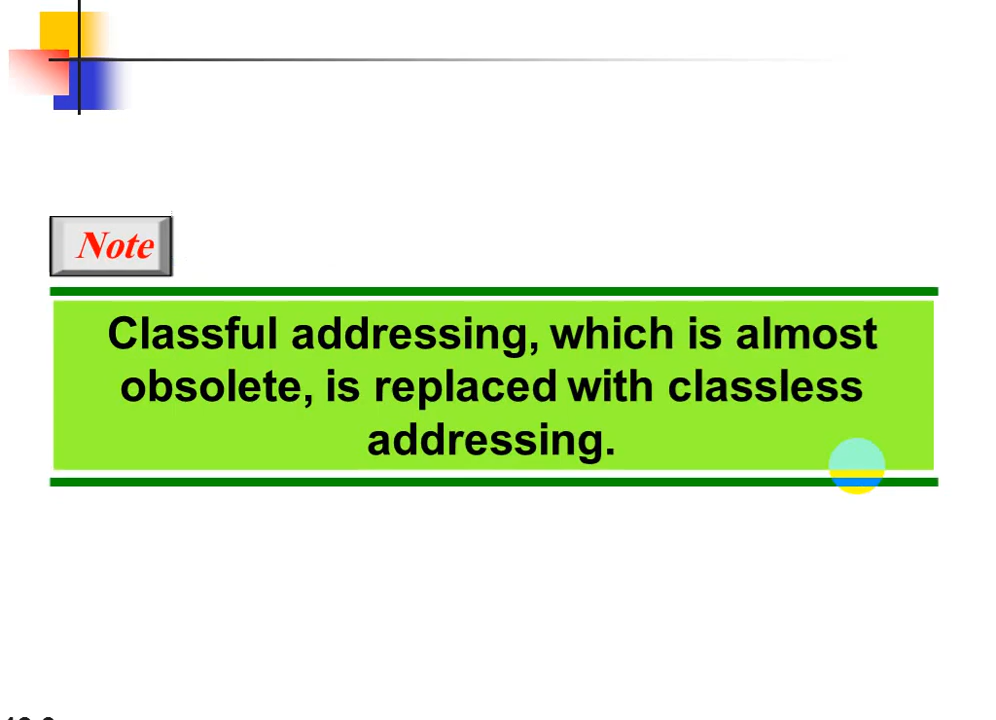 Note
Classful addressing, which is almost
obsolete, is replaced with classless
addressing.